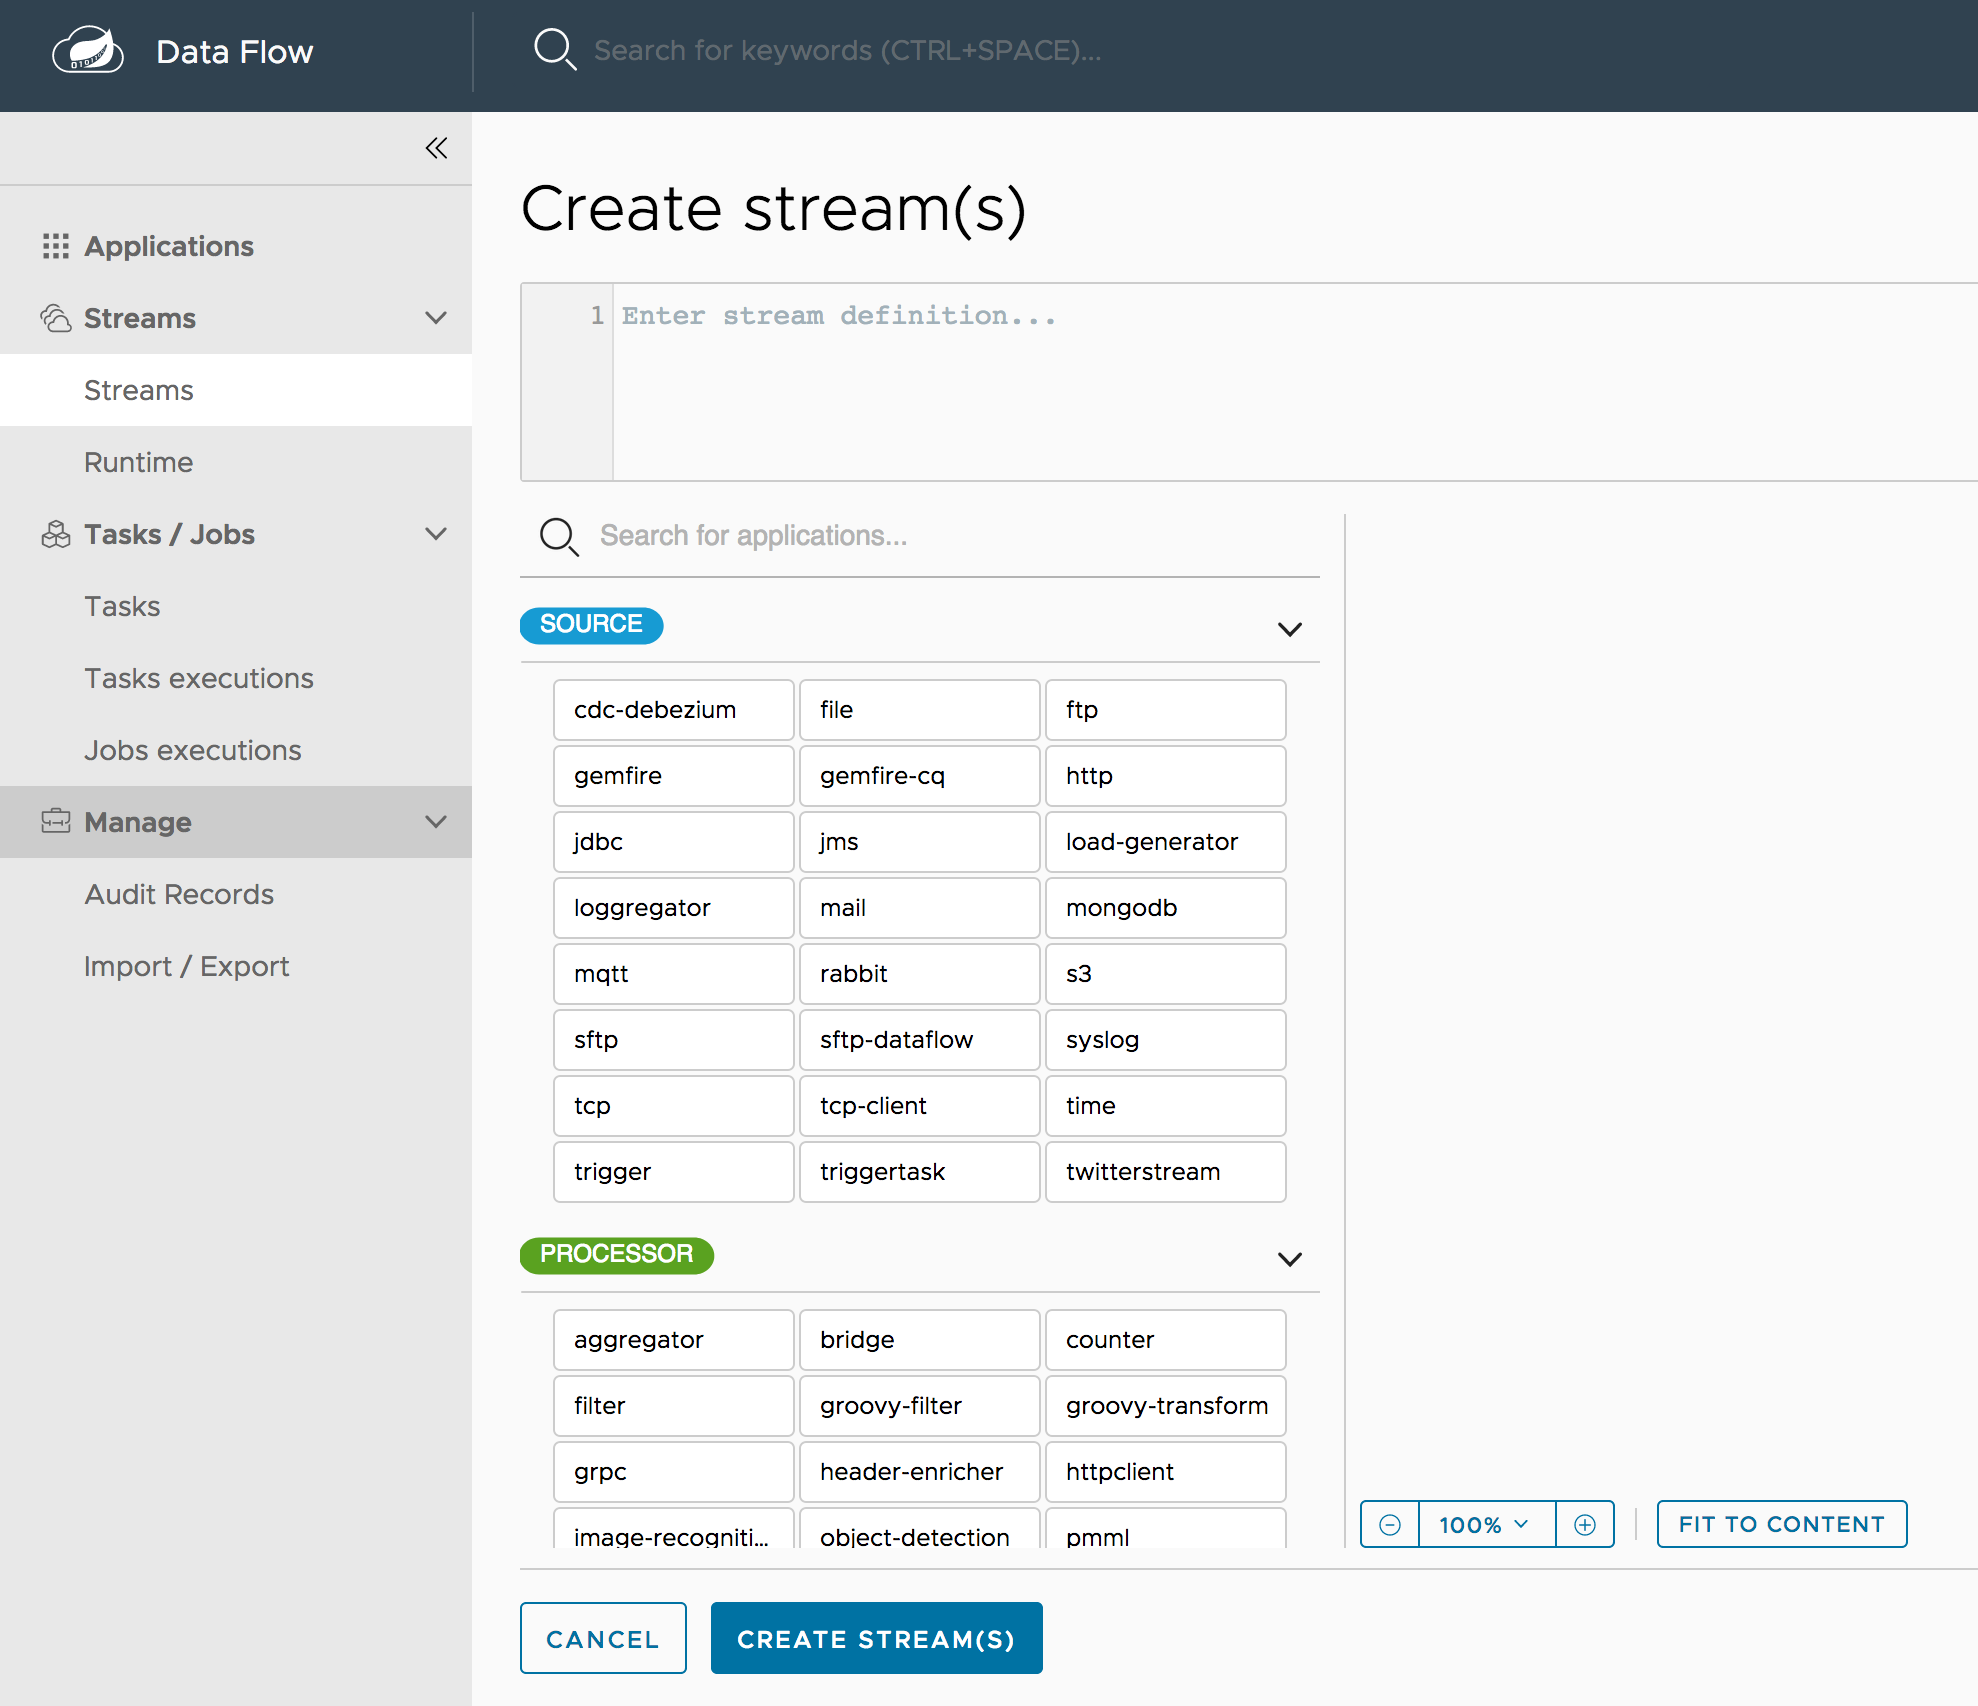 Data Flow
Search for keywords (CTRL+SPACE)...
Applications
Streams
Streams
Runtime
Tasks / Jobs
Tasks
Tasks executions
Jobs executions
Manage
Audit Records
Import / Export
Create stream(s)
1 Enter stream definition...
Search for applications...
SOURCE
cdc-debezium file ftp
gemfire gemfire-cq http
jdbc jms load-generator
loggregator mail mongodb
mqtt rabbit s3
sftp sftp-dataflow syslog
tcp tcp-client time
trigger triggertask twitterstream
PROCESSOR
aggregator bridge counter
filter groovy-filter groovy-transform
grpc header-enricher httpclient
image-recogniti... object-detection pmml
100%
FIT TO CONTENT
CANCEL
CREATE STREAM(S)